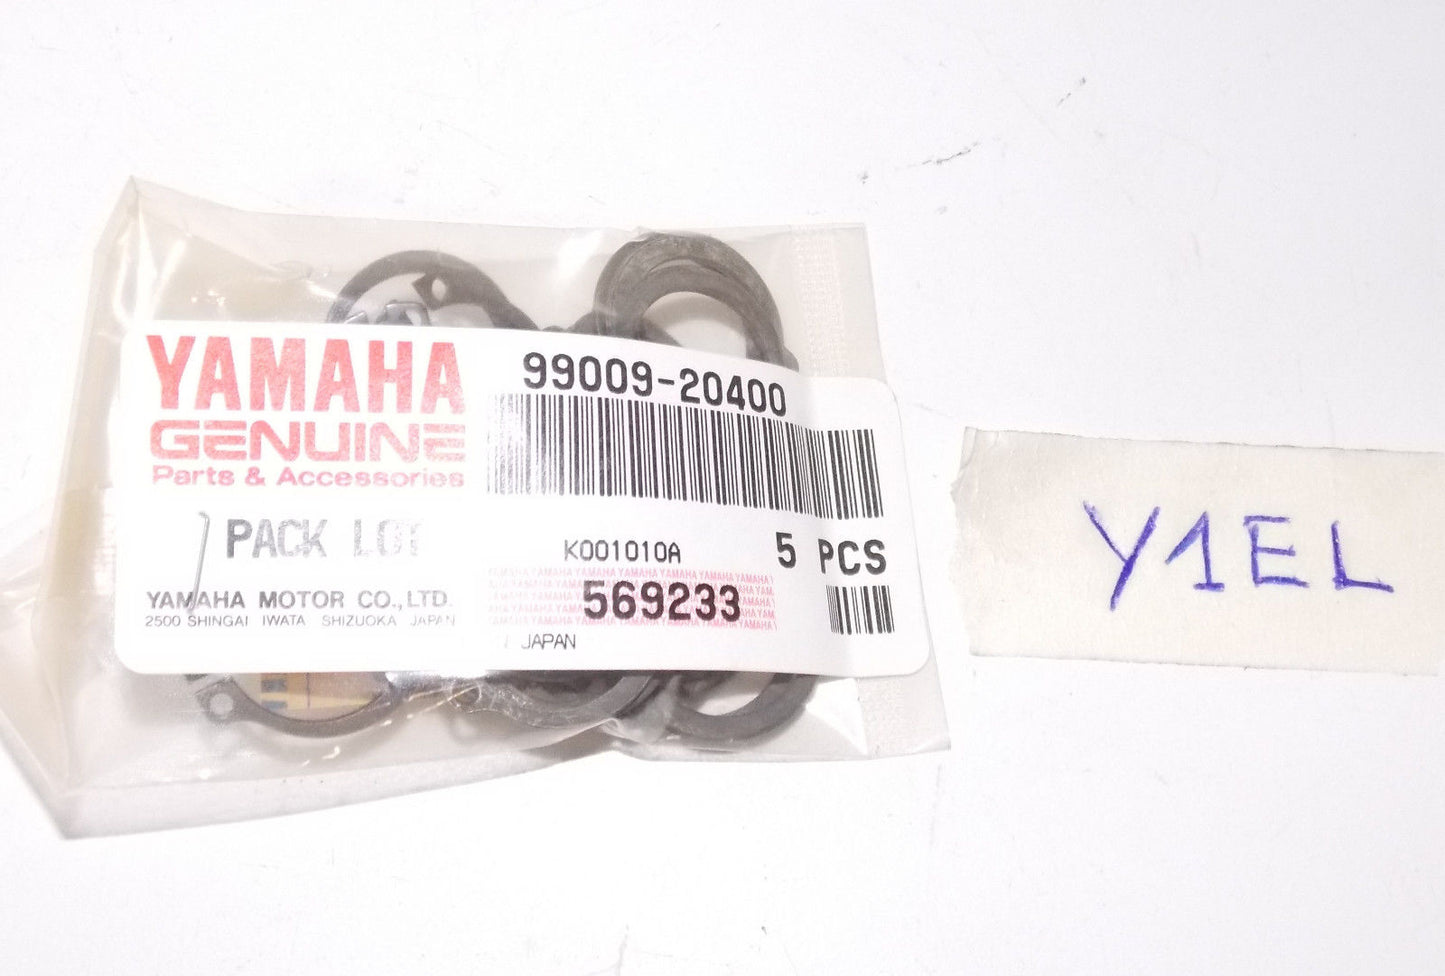 YAMAHA
GENUINE
Parts & Accessories
PACK LOT
YAMAHA MOTOR CO.,LTD.
2500 SHINGAI IWATA SHIZUOKA JAPAN
99009-20400
K001010A
5 PCS
569233
JAPAN
Y1EL